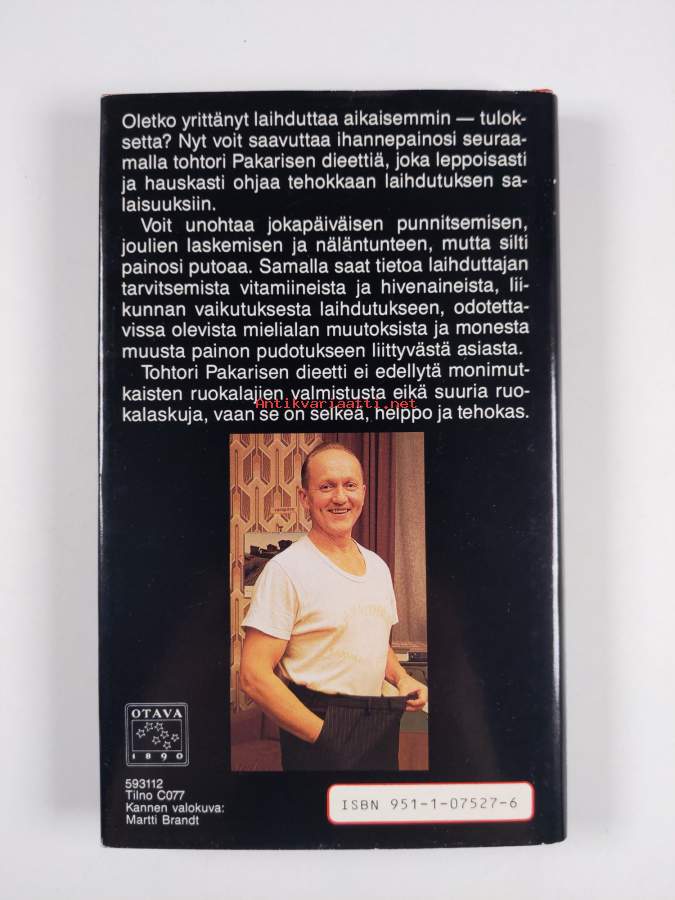 Oletko yrittänyt laihduttaa aikaisemmin — tulok-
setta? Nyt voit saavuttaa ihannepainosi seuraa-
malla tohtori Pakarisen dieettiä, joka leppoisasti
ja hauskasti ohjaa tehokkaan laihdutuksen sa-
laisuuksiin.
Voit unohtaa jokapäiväisen punnitsemisen,
joulien laskemisen ja näläntunteen, mutta silti
painosi putoaa. Samalla saat tietoa laihduttajan
tarvitsemista vitamiineista ja hivenaineista, lii-
kunnan vaikutuksesta laihdutukseen, odotetta-
vissa olevista mielialan muutoksista ja monesta
muusta painon pudotukseen liittyvästä asiasta.
Tohtori Pakarisen dieetti ei edellytä monimut-
kaisten ruokalajien valmistusta eikä suuria ruo-
Antikvariaatti.net
kalaskuja, vaan se on selkeä, helppo ja tehokas.
OTAVA
1890
593112
Tilno C077
Kannen valokuva:
Martti Brandt
ISBN 951-1-07527-6